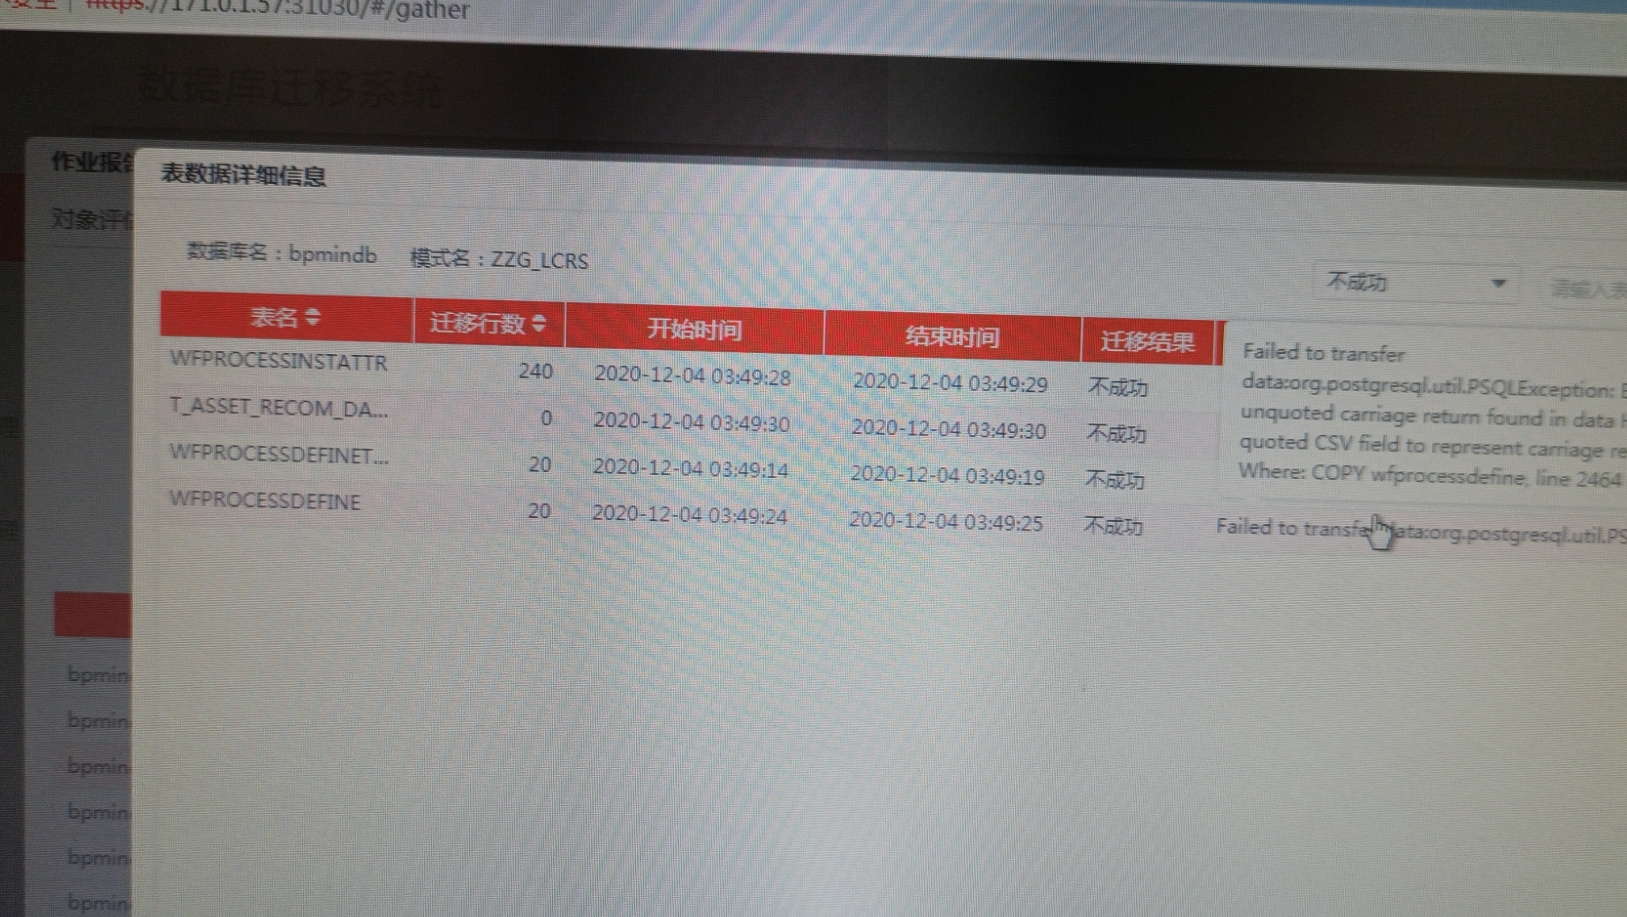 https://171.0.1.57:31030/#/gather
数据库迁移系统
作业报告
表数据详细信息
对象评估
数据库名：bpmindb 模式名：ZZG_LCRS
不成功
请输入表
表名 迁移行数 开始时间 结束时间 迁移结果
WFPROCESSINSTATTR 240 2020-12-04 03:49:28 2020-12-04 03:49:29 不成功
T_ASSET_RECOM_DA... 0 2020-12-04 03:49:30 2020-12-04 03:49:30 不成功
WFPROCESSDEFINET... 20 2020-12-04 03:49:14 2020-12-04 03:49:19 不成功
WFPROCESSDEFINE 20 2020-12-04 03:49:24 2020-12-04 03:49:25 不成功
Failed to transfer
data:org.postgresql.util.PSQLException: E
unquoted carriage return found in data H
quoted CSV field to represent carriage re
Where: COPY wfprocessdefine, line 2464
Failed to transfer data:org.postgresql.util.PS
bpmin
bpmin
bpmin
bpmin
bpmin
bpmin